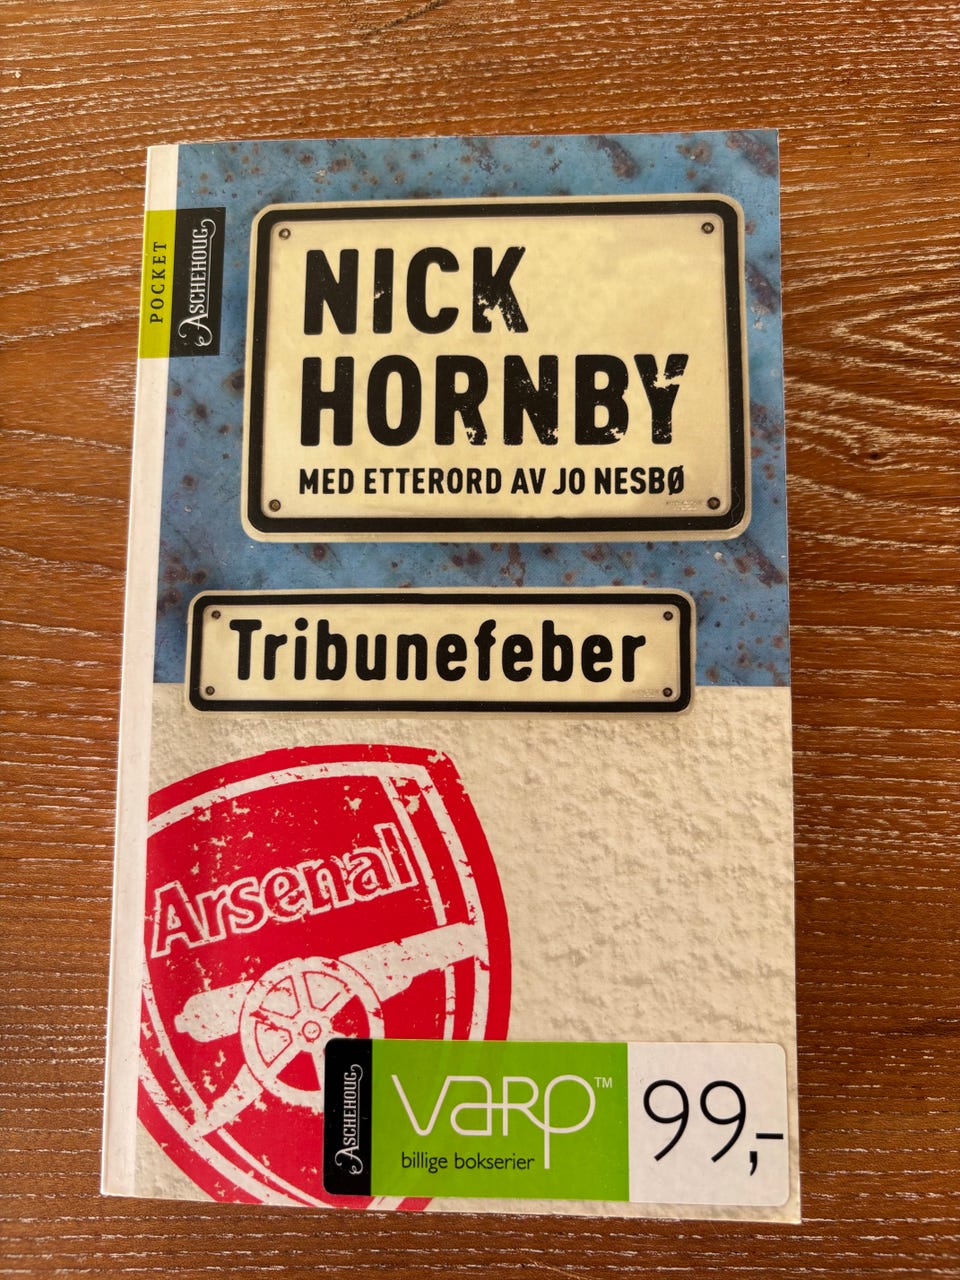 POCKET
ASCHEHOUG
NICK
HORNBY
MED ETTERORD AV JO NESBØ
Tribunefeber
Arsenal
ASCHEHOUG
varp™
billige bokserier
99,-